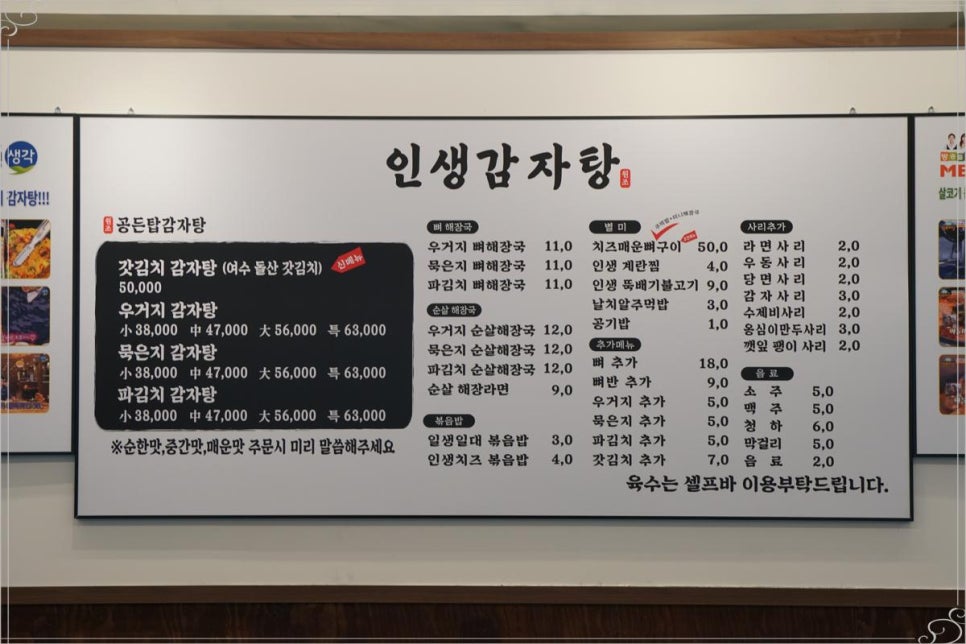 인생감자탕
원조
원조 공든탑감자탕
갓김치 감자탕 (여수 돌산 갓김치) 신메뉴
50,000
우거지 감자탕
小 38,000 中 47,000 大 56,000 特 63,000
묵은지 감자탕
小 38,000 中 47,000 大 56,000 特 63,000
파김치 감자탕
小 38,000 中 47,000 大 56,000 特 63,000
※순한맛,중간맛,매운맛 주문시 미리 말씀해주세요
뼈 해장국
우거지 뼈해장국 11,0
묵은지 뼈해장국 11,0
파김치 뼈해장국 11,0
순살 해장국
우거지 순살해장국 12,0
묵은지 순살해장국 12,0
파김치 순살해장국 12,0
순살 해장라면 9,0
볶음밥
일생일대 볶음밥 3,0
인생치즈 볶음밥 4,0
별 미
치즈매운뼈구이 50,0
인생 계란찜 4,0
인생 뚝배기불고기 9,0
날치알주먹밥 3,0
공기밥 1,0
추가메뉴
뼈 추가 18,0
뼈반 추가 9,0
우거지 추가 5,0
묵은지 추가 5,0
파김치 추가 5,0
갓김치 추가 7,0
사리추가
라면사리 2,0
우동사리 2,0
당면사리 2,0
감자사리 3,0
수제비사리 2,0
옹심이만두사리 3,0
깻잎 팽이 사리 2,0
음 료
소 주 5,0
맥 주 5,0
청 하 6,0
막걸리 5,0
음 료 2,0
육수는 셀프바 이용부탁드립니다.
생각
감자탕!!!
ME
살코기